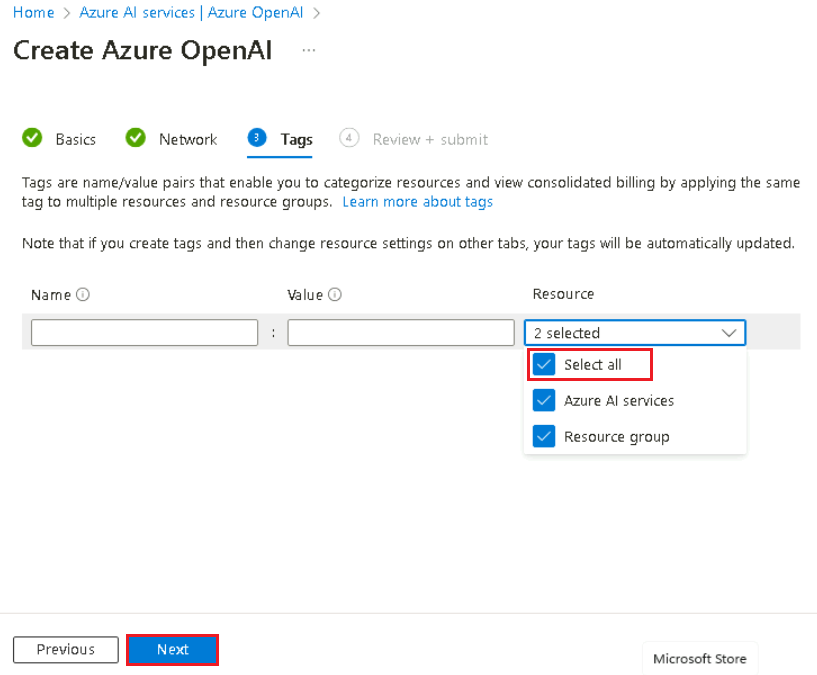 Home > Azure AI services | Azure OpenAI >
Create Azure OpenAI ...
Basics Network 3 Tags 4 Review + submit
Tags are name/value pairs that enable you to categorize resources and view consolidated billing by applying the same
tag to multiple resources and resource groups. Learn more about tags
Note that if you create tags and then change resource settings on other tabs, your tags will be automatically updated.
Name Value Resource
: 2 selected
Select all
Azure AI services
Resource group
Previous Next
Microsoft Store